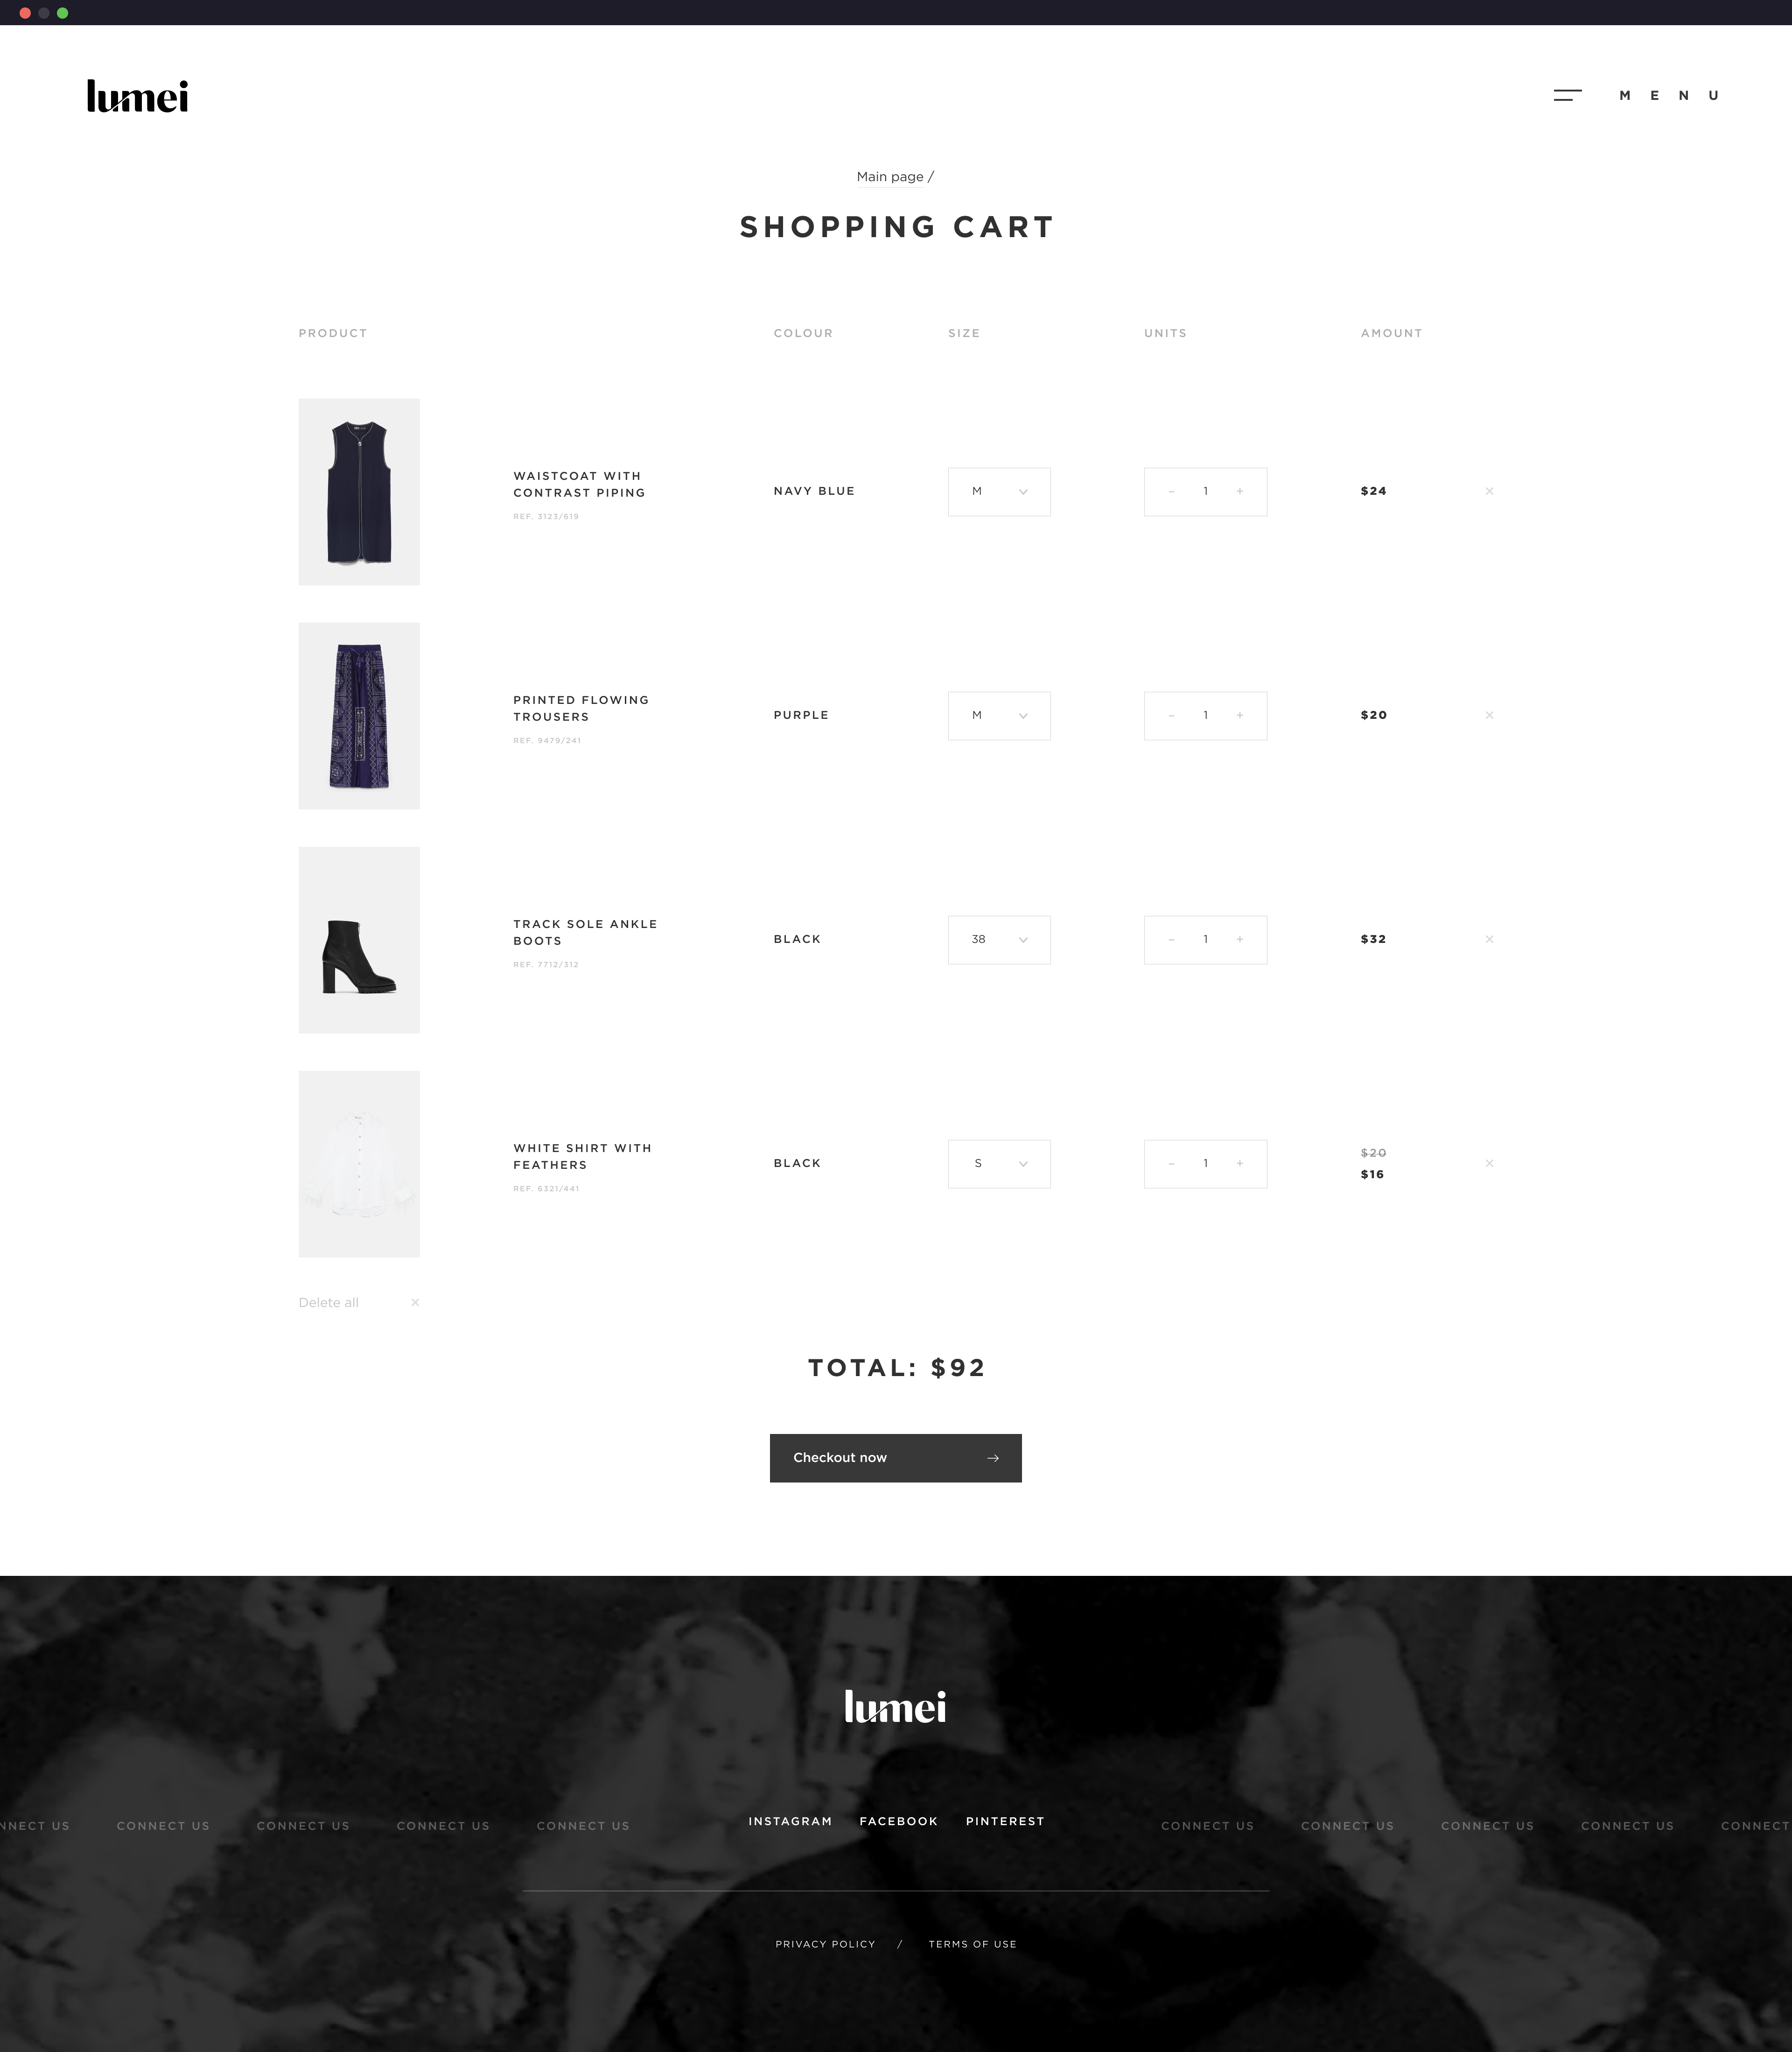 lumei
MENU
Main page /
SHOPPING CART
PRODUCT COLOUR SIZE UNITS AMOUNT
WAISTCOAT WITH
CONTRAST PIPING
REF. 3123/619
NAVY BLUE
M
– 1 +
$24
×
PRINTED FLOWING
TROUSERS
REF. 9479/241
PURPLE
M
– 1 +
$20
×
TRACK SOLE ANKLE
BOOTS
REF. 7712/312
BLACK
38
– 1 +
$32
×
WHITE SHIRT WITH
FEATHERS
REF. 6321/441
BLACK
S
– 1 +
$20
$16
×
Delete all ×
TOTAL: $92
Checkout now →
lumei
NNECT US CONNECT US CONNECT US CONNECT US CONNECT US INSTAGRAM FACEBOOK PINTEREST CONNECT US CONNECT US CONNECT US CONNECT US CONNECT
PRIVACY POLICY / TERMS OF USE